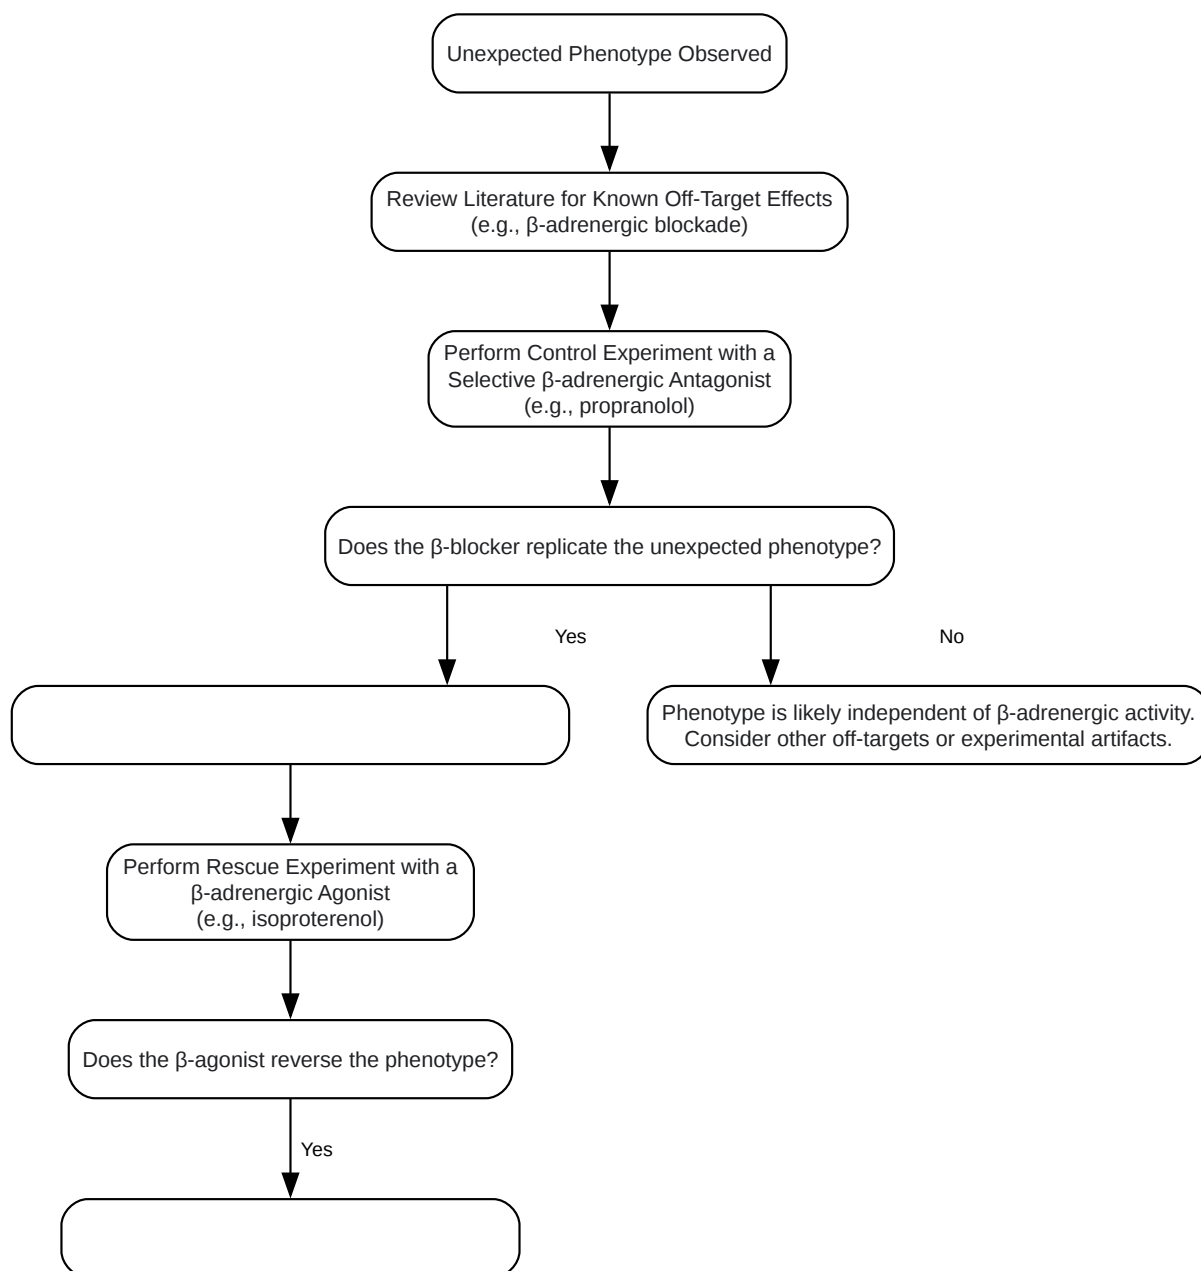 Unexpected Phenotype Observed
Review Literature for Known Off-Target Effects
(e.g., β-adrenergic blockade)
Perform Control Experiment with a
Selective β-adrenergic Antagonist
(e.g., propranolol)
Does the β-blocker replicate the unexpected phenotype?
Yes
No
Phenotype is likely independent of β-adrenergic activity.
Consider other off-targets or experimental artifacts.
Perform Rescue Experiment with a
β-adrenergic Agonist
(e.g., isoproterenol)
Does the β-agonist reverse the phenotype?
Yes